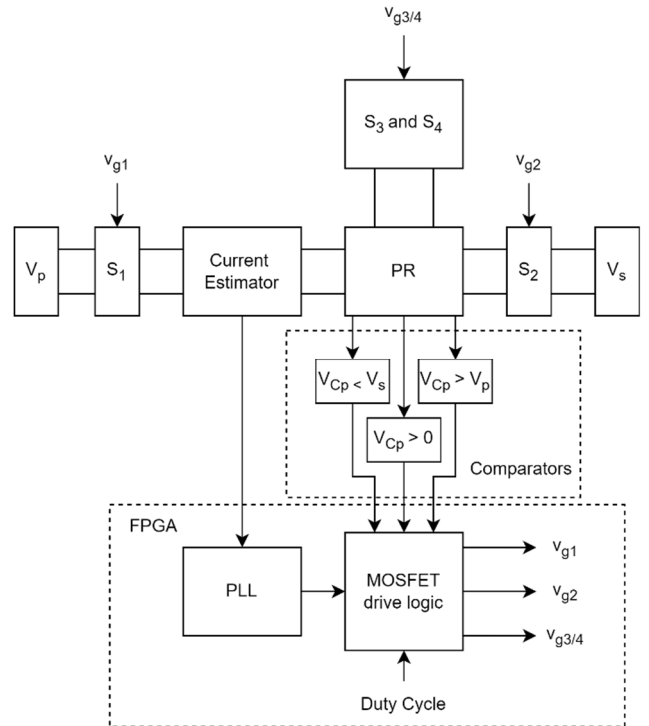 v_g3/4
S_3 and S_4
v_g1
v_g2
V_p
S_1
Current
Estimator
PR
S_2
V_s
V_Cp < V_s
V_Cp > V_p
V_Cp > 0
Comparators
FPGA
PLL
MOSFET
drive logic
v_g1
v_g2
v_g3/4
Duty Cycle